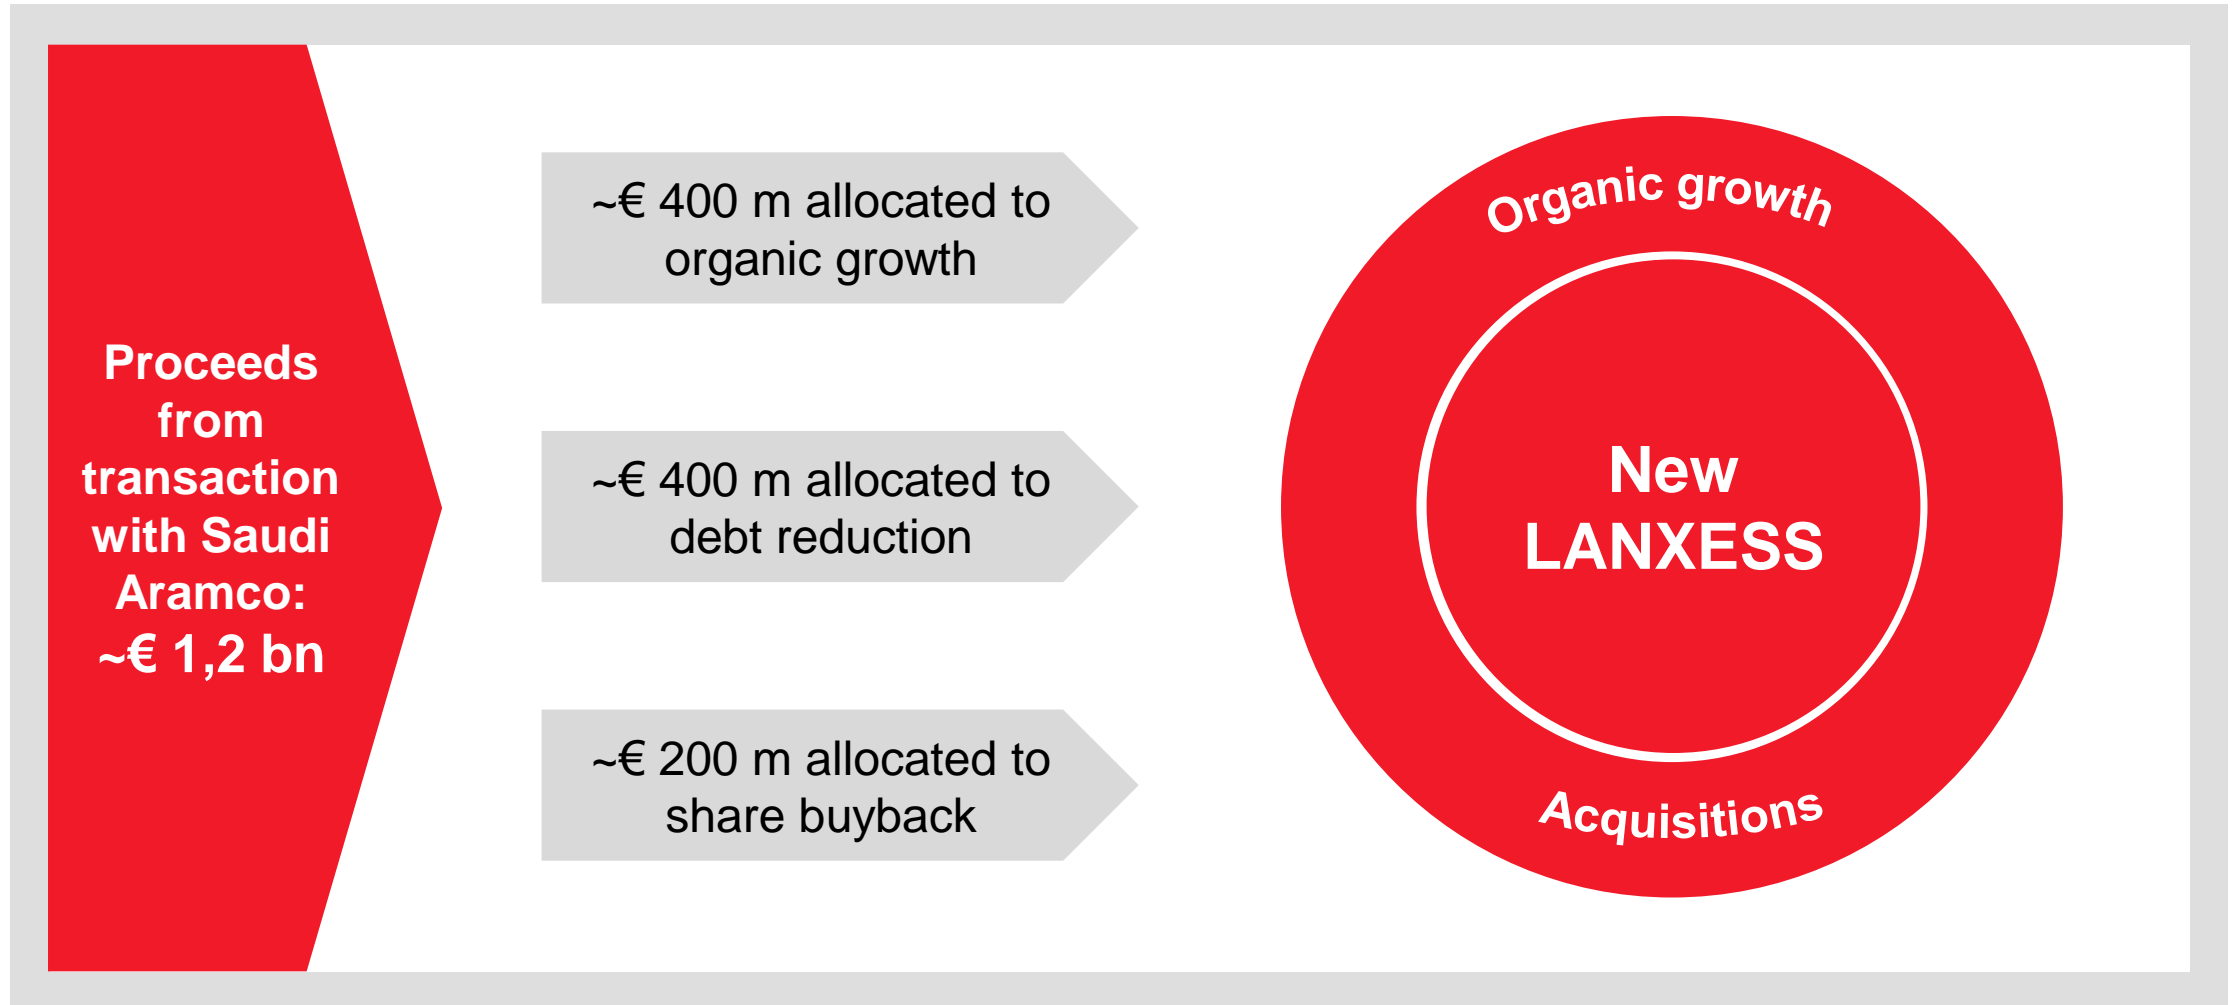 Proceeds
from
transaction
with Saudi
Aramco:
~€ 1,2 bn
~€ 400 m allocated to
organic growth
~€ 400 m allocated to
debt reduction
~€ 200 m allocated to
share buyback
Organic growth
New
LANXESS
Acquisitions